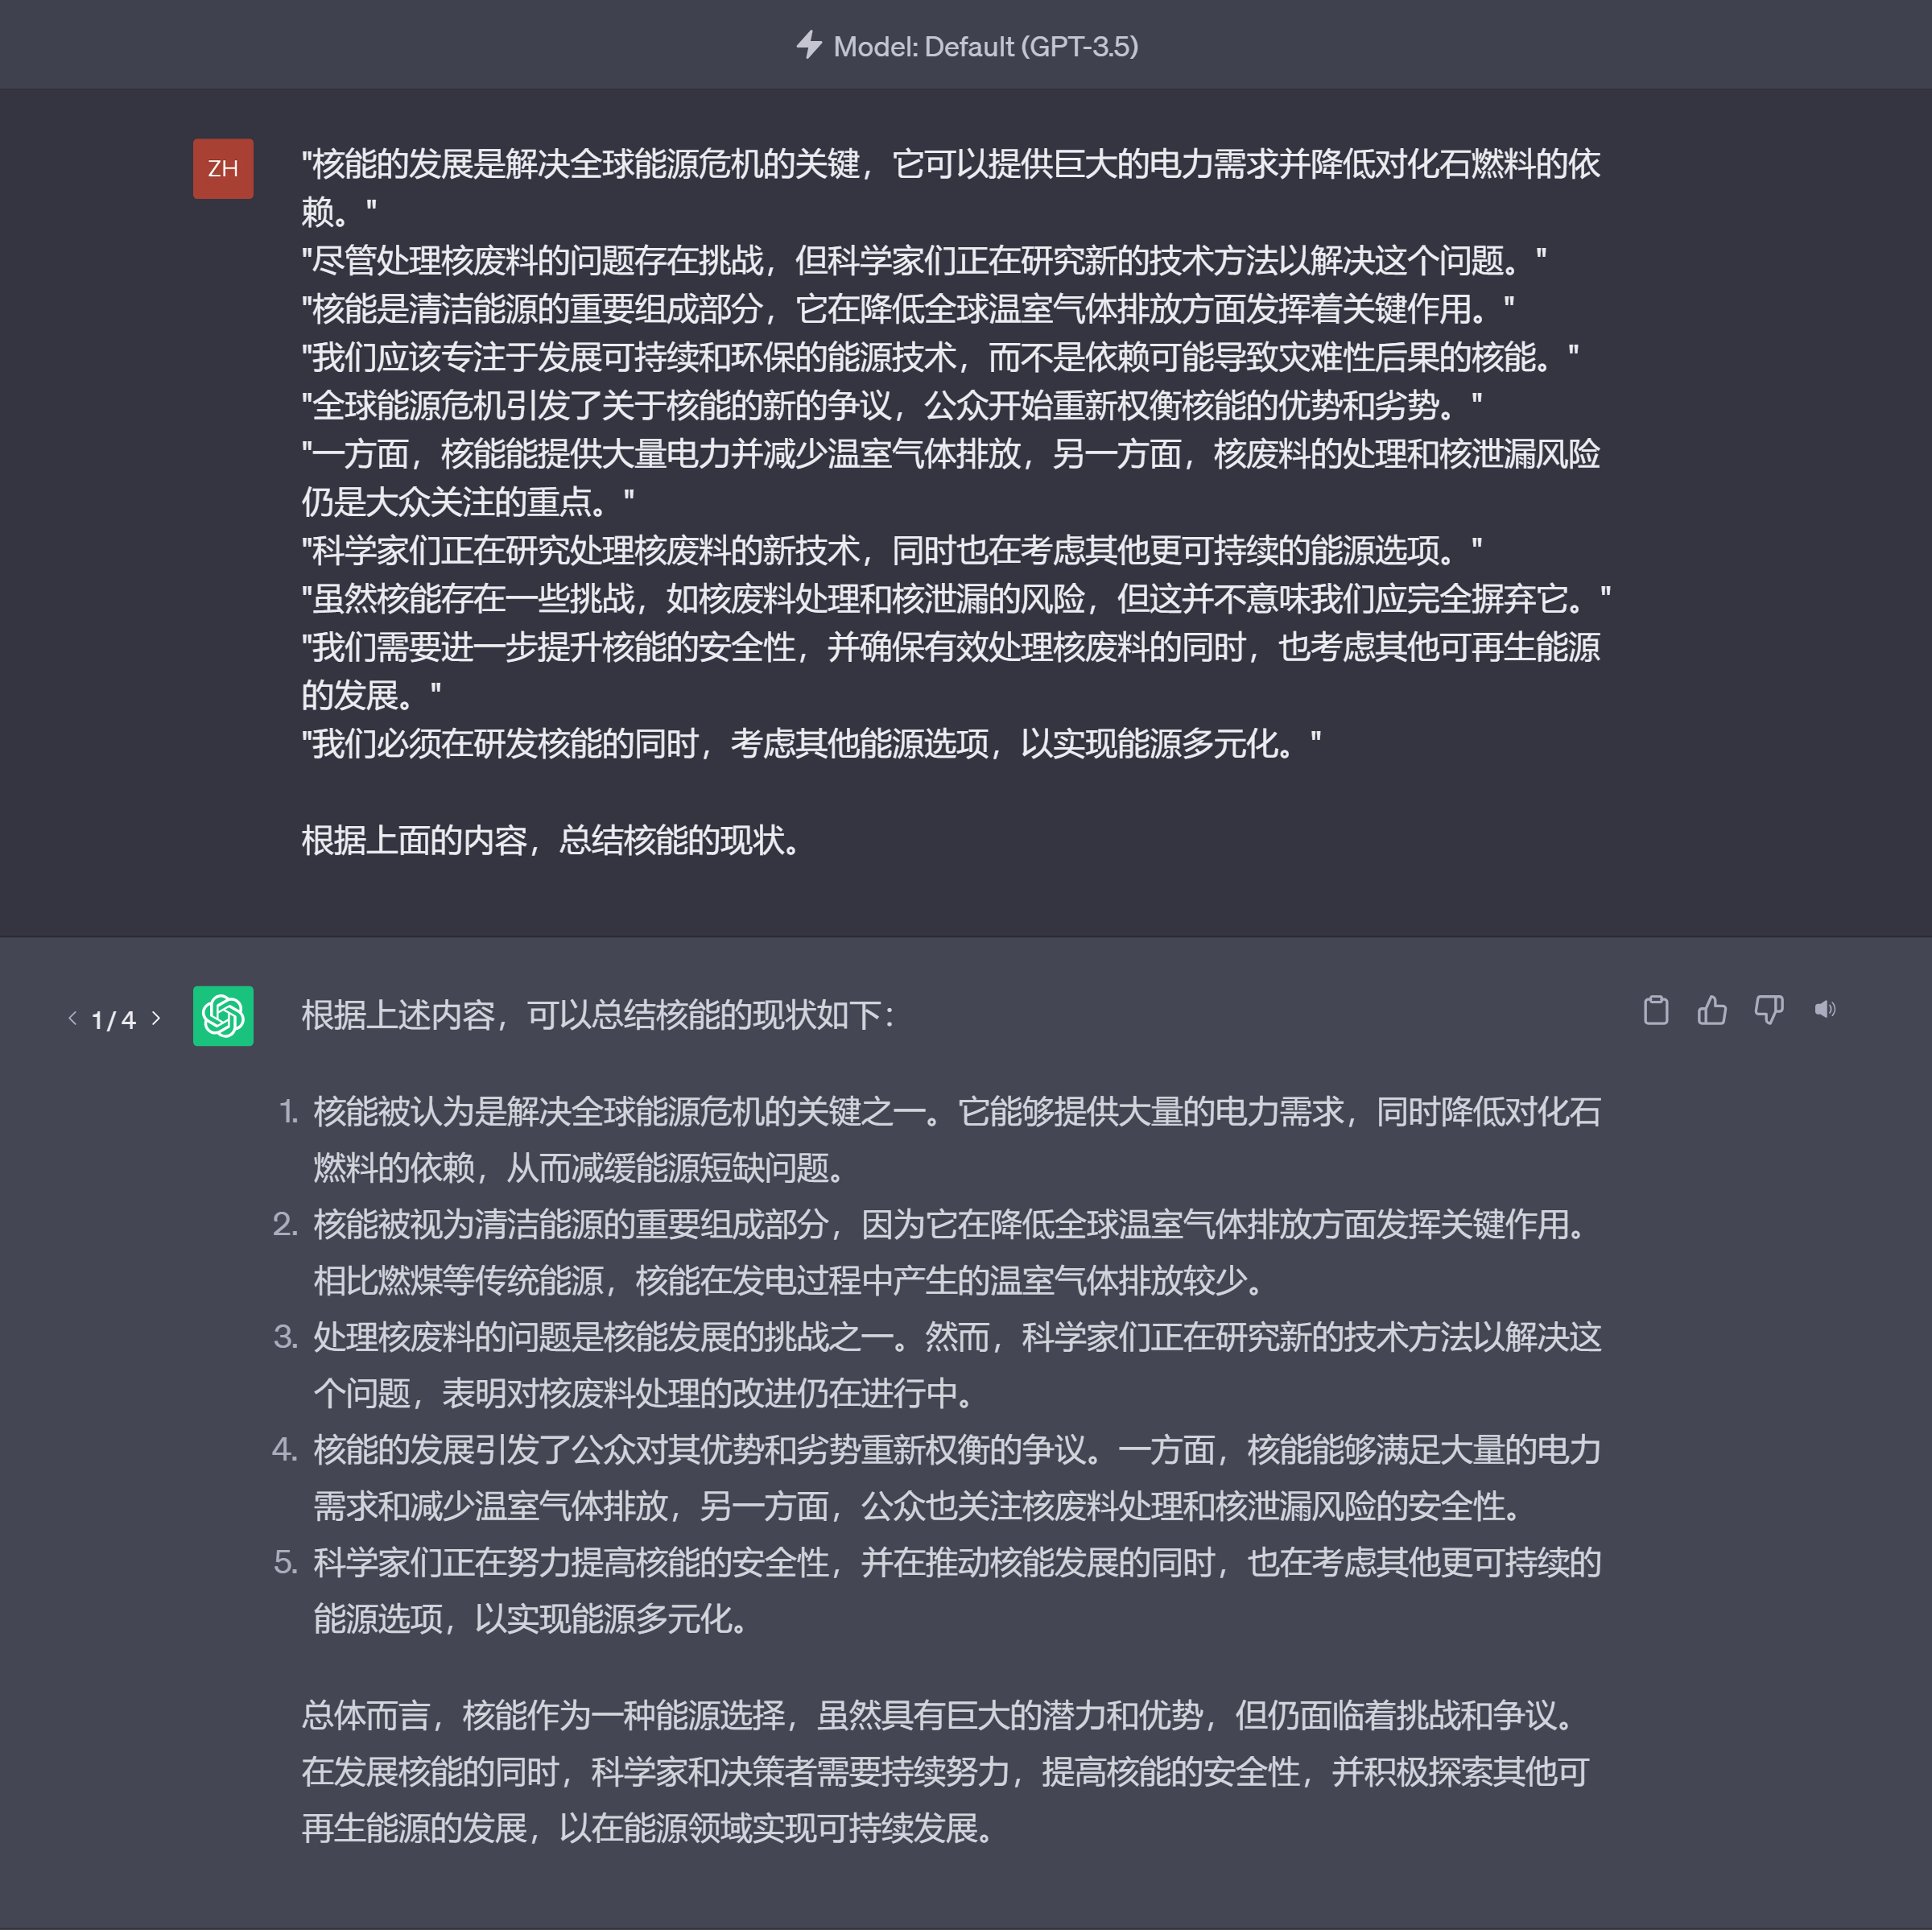 Model: Default (GPT-3.5)
ZH
"核能的发展是解决全球能源危机的关键，它可以提供巨大的电力需求并降低对化石燃料的依
赖。"
"尽管处理核废料的问题存在挑战，但科学家们正在研究新的技术方法以解决这个问题。"
"核能是清洁能源的重要组成部分，它在降低全球温室气体排放方面发挥着关键作用。"
"我们应该专注于发展可持续和环保的能源技术，而不是依赖可能导致灾难性后果的核能。"
"全球能源危机引发了关于核能的新的争议，公众开始重新权衡核能的优势和劣势。"
"一方面，核能能提供大量电力并减少温室气体排放，另一方面，核废料的处理和核泄漏风险
仍是大众关注的重点。"
"科学家们正在研究处理核废料的新技术，同时也在考虑其他更可持续的能源选项。"
"虽然核能存在一些挑战，如核废料处理和核泄漏的风险，但这并不意味我们应完全摒弃它。"
"我们需要进一步提升核能的安全性，并确保有效处理核废料的同时，也考虑其他可再生能源
的发展。"
"我们必须在研发核能的同时，考虑其他能源选项，以实现能源多元化。"
根据上面的内容，总结核能的现状。
< 1 / 4 >
根据上述内容，可以总结核能的现状如下：
1. 核能被认为是解决全球能源危机的关键之一。它能够提供大量的电力需求，同时降低对化石
燃料的依赖，从而减缓能源短缺问题。
2. 核能被视为清洁能源的重要组成部分，因为它在降低全球温室气体排放方面发挥关键作用。
相比燃煤等传统能源，核能在发电过程中产生的温室气体排放较少。
3. 处理核废料的问题是核能发展的挑战之一。然而，科学家们正在研究新的技术方法以解决这
个问题，表明对核废料处理的改进仍在进行中。
4. 核能的发展引发了公众对其优势和劣势重新权衡的争议。一方面，核能能够满足大量的电力
需求和减少温室气体排放，另一方面，公众也关注核废料处理和核泄漏风险的安全性。
5. 科学家们正在努力提高核能的安全性，并在推动核能发展的同时，也在考虑其他更可持续的
能源选项，以实现能源多元化。
总体而言，核能作为一种能源选择，虽然具有巨大的潜力和优势，但仍面临着挑战和争议。
在发展核能的同时，科学家和决策者需要持续努力，提高核能的安全性，并积极探索其他可
再生能源的发展，以在能源领域实现可持续发展。